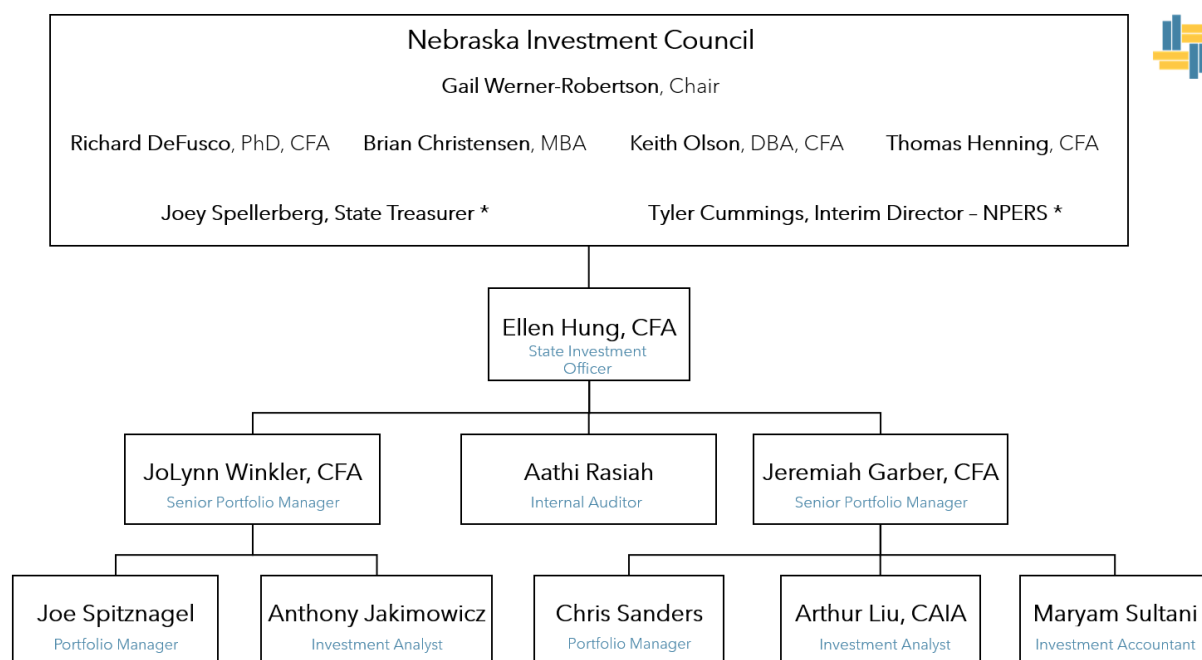 Nebraska Investment Council
Gail Werner-Robertson, Chair
Richard DeFusco, PhD, CFA Brian Christensen, MBA Keith Olson, DBA, CFA Thomas Henning, CFA
Joey Spellerberg, State Treasurer * Tyler Cummings, Interim Director – NPERS *
Ellen Hung, CFA
State Investment
Officer
JoLynn Winkler, CFA
Senior Portfolio Manager
Aathi Rasiah
Internal Auditor
Jeremiah Garber, CFA
Senior Portfolio Manager
Joe Spitznagel
Portfolio Manager
Anthony Jakimowicz
Investment Analyst
Chris Sanders
Portfolio Manager
Arthur Liu, CAIA
Investment Analyst
Maryam Sultani
Investment Accountant